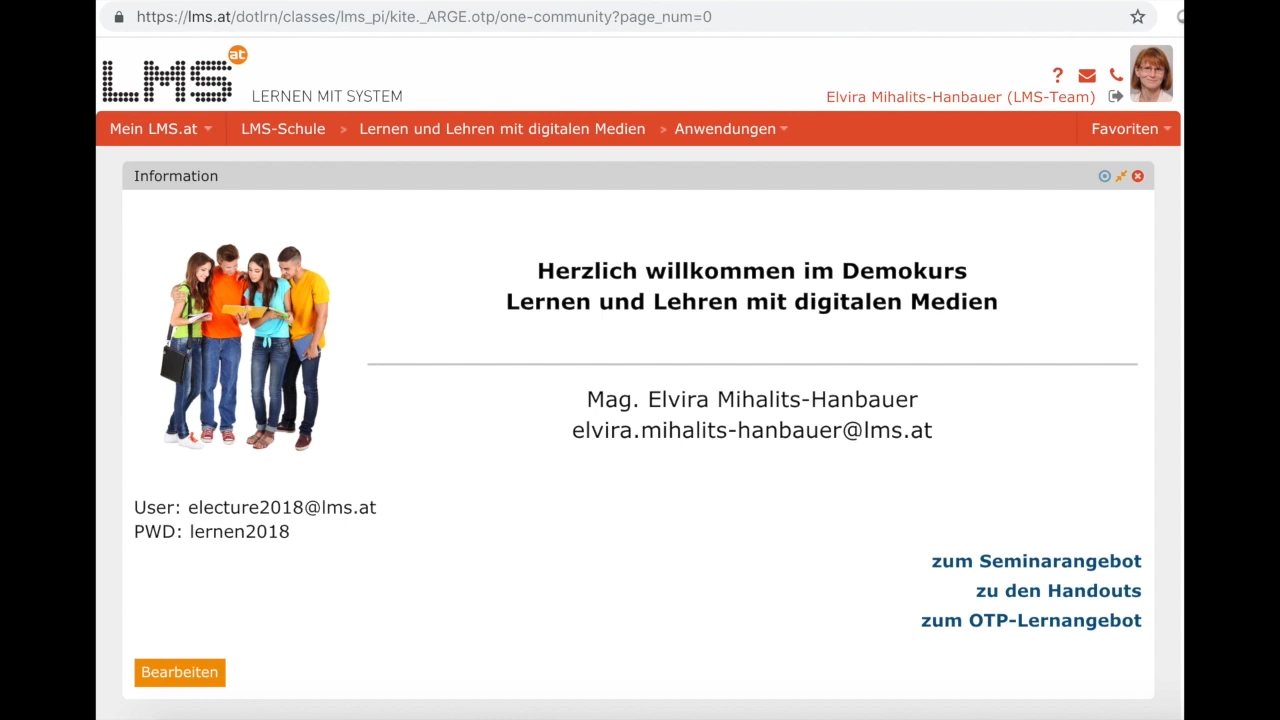 https://lms.at/dotlrn/classes/lms_pi/kite._ARGE.otp/one-community?page_num=0
LMS at
LERNEN MIT SYSTEM
?
Elvira Mihalits-Hanbauer (LMS-Team)
Mein LMS.at LMS-Schule > Lernen und Lehren mit digitalen Medien > Anwendungen Favoriten
Information
Herzlich willkommen im Demokurs
Lernen und Lehren mit digitalen Medien
Mag. Elvira Mihalits-Hanbauer
elvira.mihalits-hanbauer@lms.at
User: electure2018@lms.at
PWD: lernen2018
zum Seminarangebot
zu den Handouts
zum OTP-Lernangebot
Bearbeiten